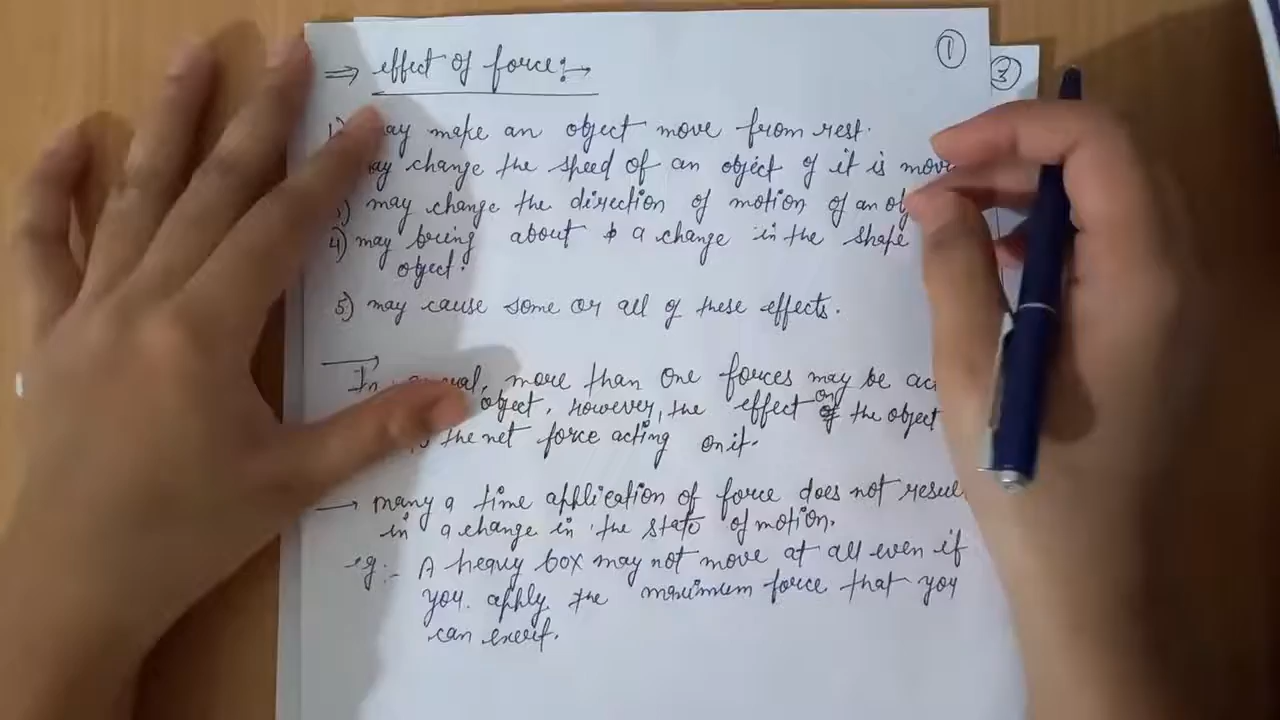 ①
③
⇒ effect of force:→
may make an object move from rest.
may change the speed of an object if it is
) may change the direction of motion of an
4) may bring about a change in the shape
object.
5) may cause some or all of these effects.
→
In more than One forces may be
object. However, the effect on the object
the net force acting on it.
→ Many a time application of force does not
in a change in the state of motion.
eg:- A heavy box may not move at all even if
you apply the maximum force that you
can exert.